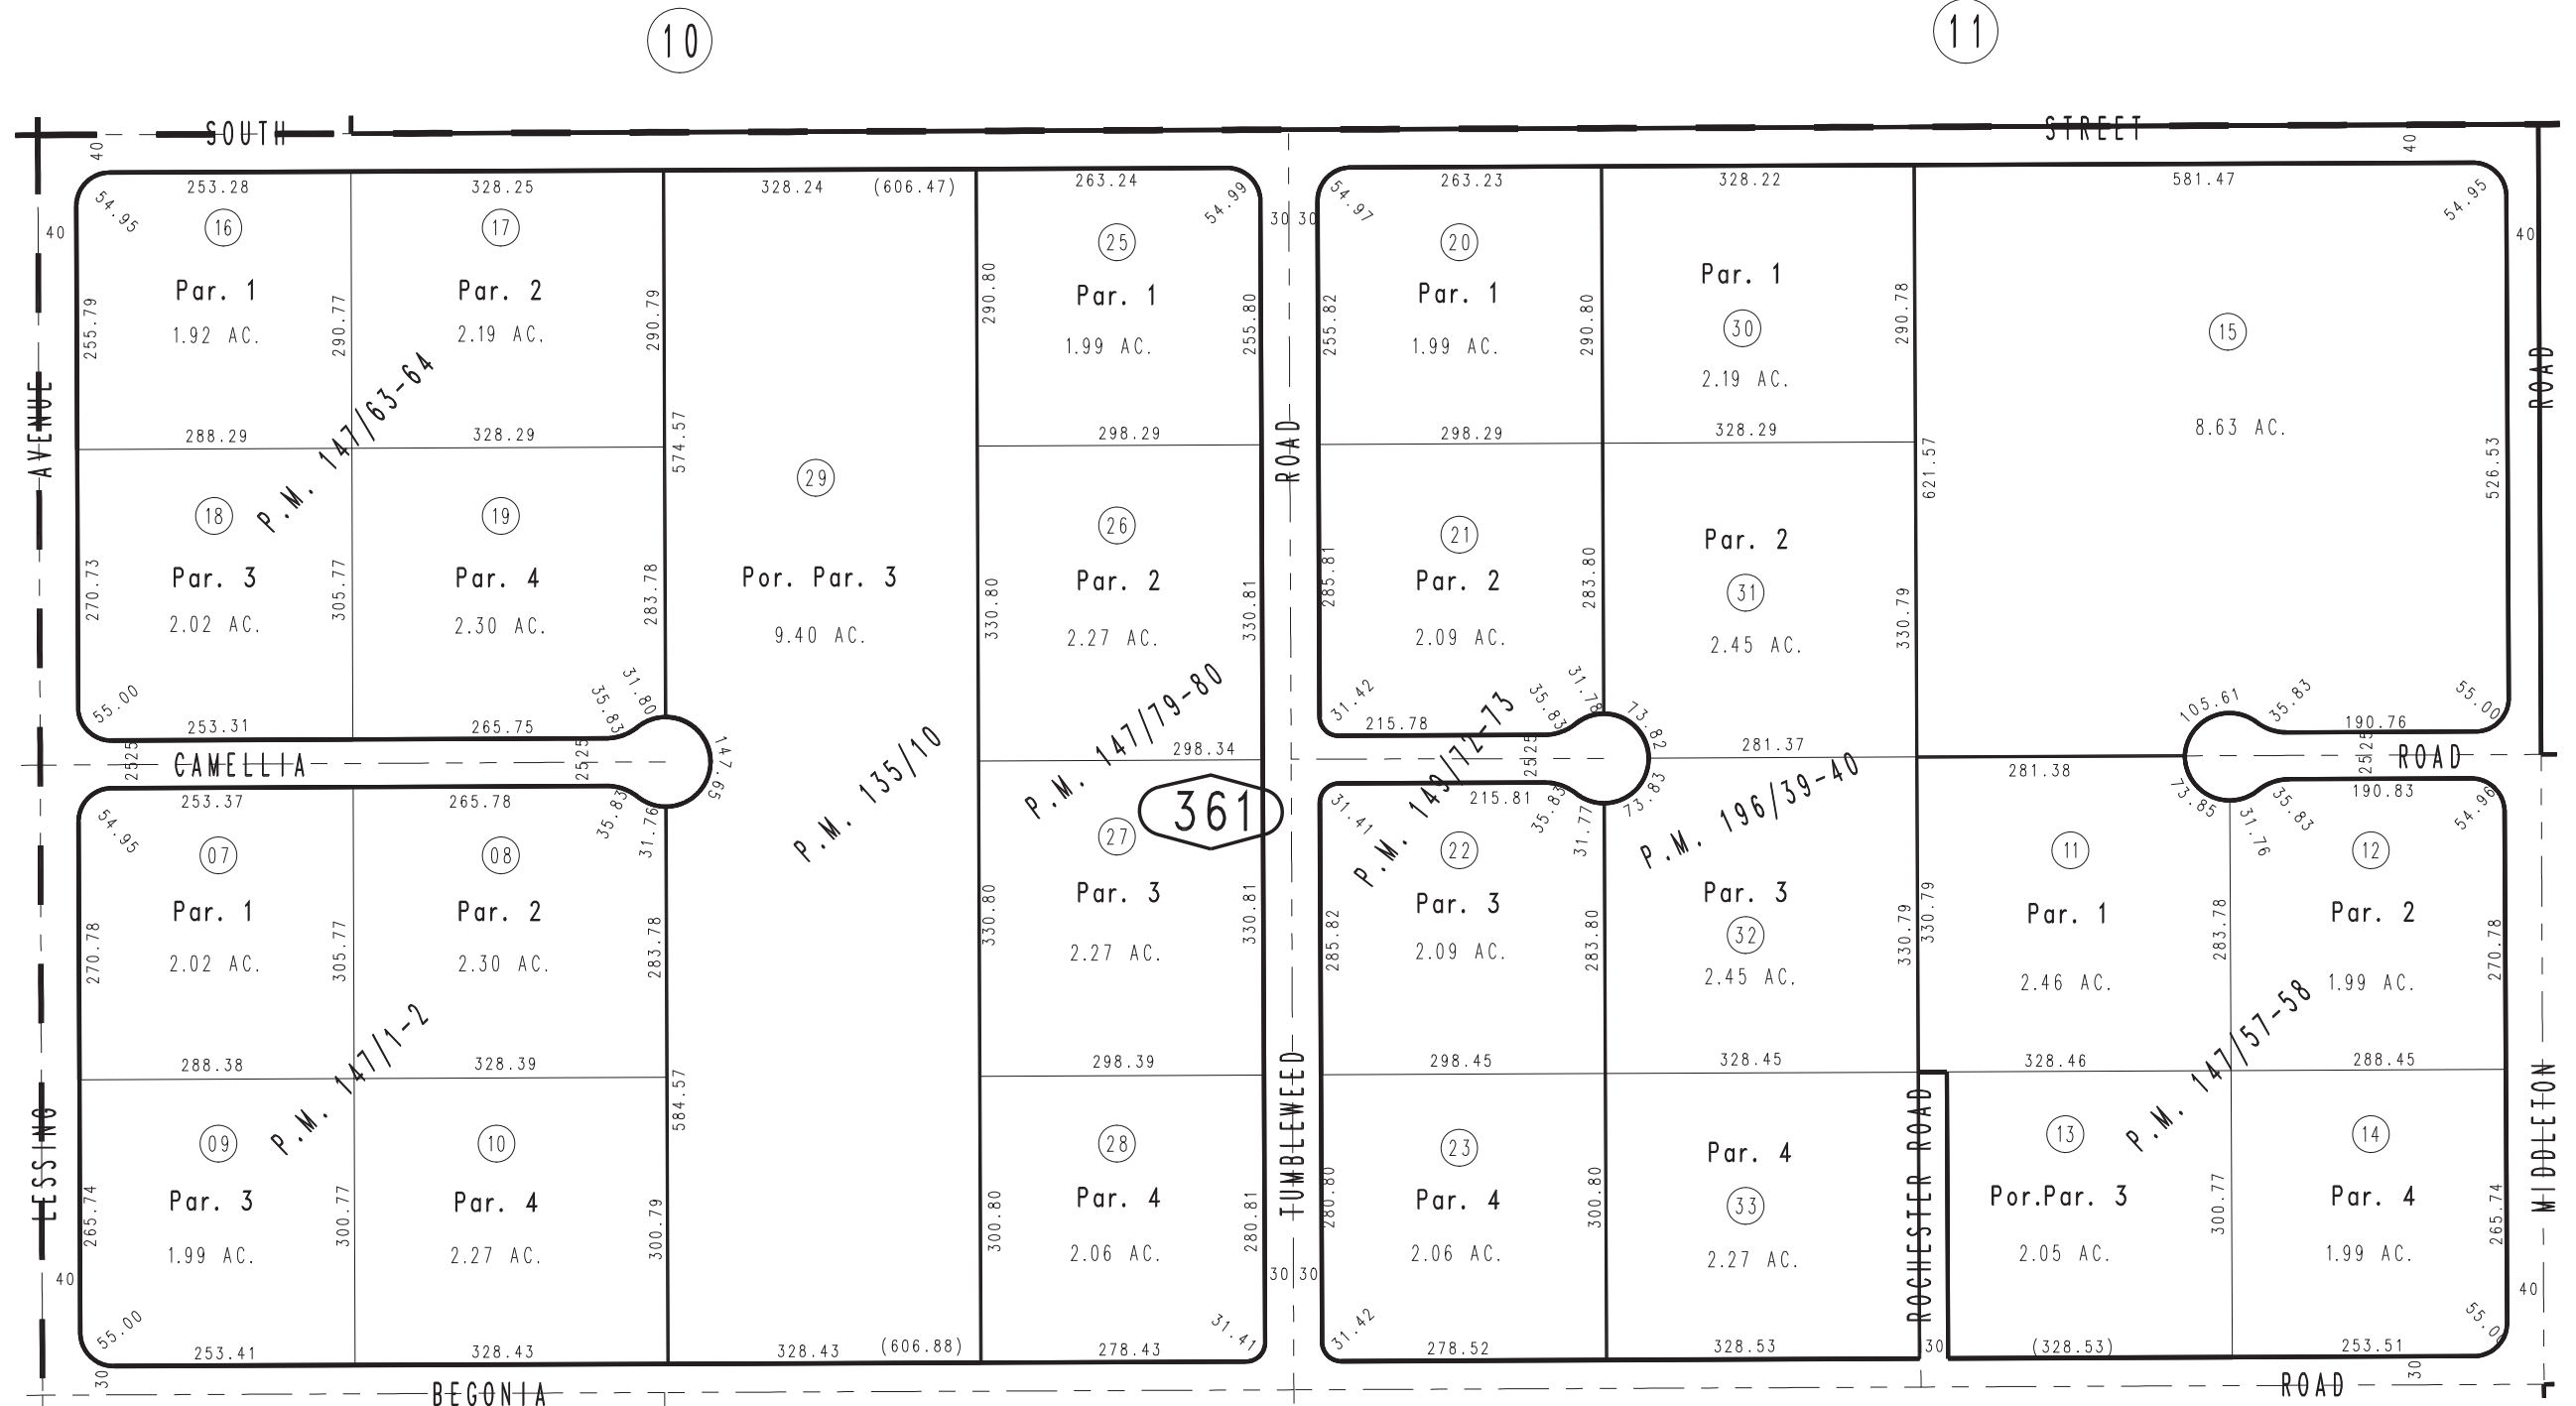 10
11
SOUTH
STREET
40
40
253.28
328.25
328.24
(606.47)
263.24
263.23
328.22
581.47
54.95
54.99
54.97
54.95
40
30
30
40
16
17
25
20
30
15
Par. 1
Par. 2
Par. 1
Par. 1
Par. 1
1.92 AC.
2.19 AC.
1.99 AC.
1.99 AC.
2.19 AC.
8.63 AC.
255.79
290.77
290.79
290.80
255.80
255.82
290.80
290.78
AVENUE
ROAD
ROAD
P.M. 147/63-64
288.29
328.29
574.57
298.29
298.29
328.29
621.57
526.53
18
19
29
26
21
31
Par. 3
Par. 4
Por. Par. 3
Par. 2
Par. 2
Par. 2
2.02 AC.
2.30 AC.
9.40 AC.
2.27 AC.
2.09 AC.
2.45 AC.
270.73
305.77
283.78
330.80
330.81
285.81
283.80
330.79
55.00
35.83
31.80
31.42
35.83
31.78
73.82
105.61
35.83
55.00
253.31
265.75
147.65
298.34
215.78
281.37
281.38
190.76
CAMELLIA
2525
2525
2525
2525
ROAD
P.M. 135/10
P.M. 147/79-80
P.M. 149/72-73
P.M. 196/39-40
361
253.37
265.78
215.81
190.83
54.95
35.83
31.76
31.41
35.83
31.77
73.83
73.85
31.76
35.83
54.96
07
08
27
22
32
11
12
Par. 1
Par. 2
Par. 3
Par. 3
Par. 3
Par. 1
Par. 2
2.02 AC.
2.30 AC.
2.27 AC.
2.09 AC.
2.45 AC.
2.46 AC.
1.99 AC.
270.78
305.77
283.78
330.80
330.81
285.82
283.80
330.79
330.79
283.78
270.78
P.M. 147/1-2
P.M. 147/57-58
288.38
328.39
584.57
298.39
298.45
328.45
328.46
288.45
LESSING
TUMBLEWEED
ROCHESTER ROAD
MIDDLETON
09
10
28
23
33
13
14
Par. 3
Par. 4
Par. 4
Par. 4
Par. 4
Por.Par. 3
Par. 4
1.99 AC.
2.27 AC.
2.06 AC.
2.06 AC.
2.27 AC.
2.05 AC.
1.99 AC.
265.74
300.77
300.79
300.80
280.81
280.80
300.80
300.77
265.74
40
30
30
40
55.00
31.41
31.42
55.00
253.41
328.43
328.43
(606.88)
278.43
278.52
328.53
30
(328.53)
253.51
30
30
BEGONIA
ROAD